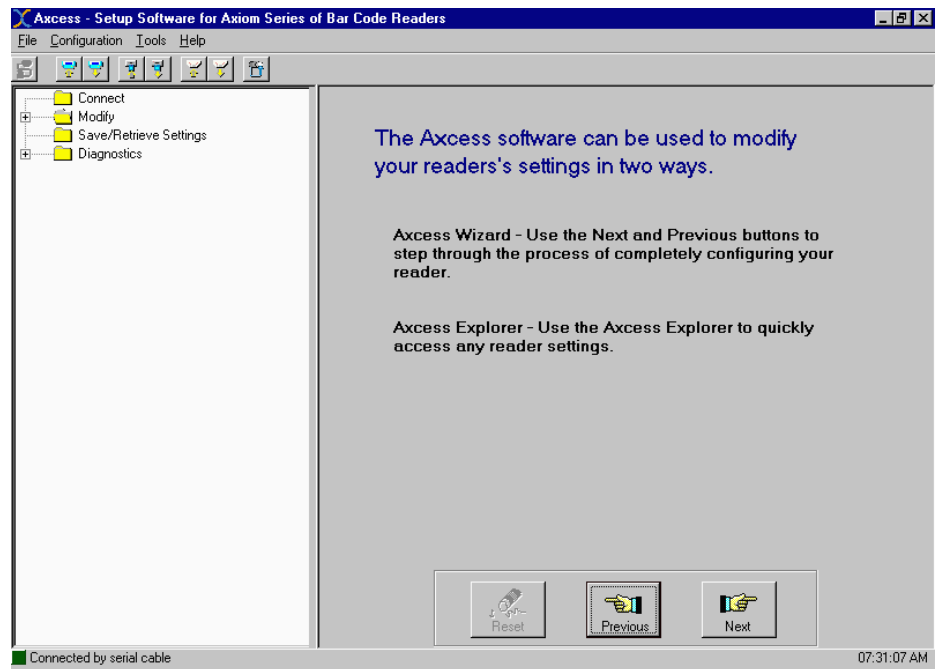 Axcess - Setup Software for Axiom Series of Bar Code Readers
File Configuration Tools Help
Connect
Modify
Save/Retrieve Settings
Diagnostics
The Axcess software can be used to modify
your readers's settings in two ways.
Axcess Wizard - Use the Next and Previous buttons to
step through the process of completely configuring your
reader.
Axcess Explorer - Use the Axcess Explorer to quickly
access any reader settings.
Reset Previous Next
Connected by serial cable 07:31:07 AM